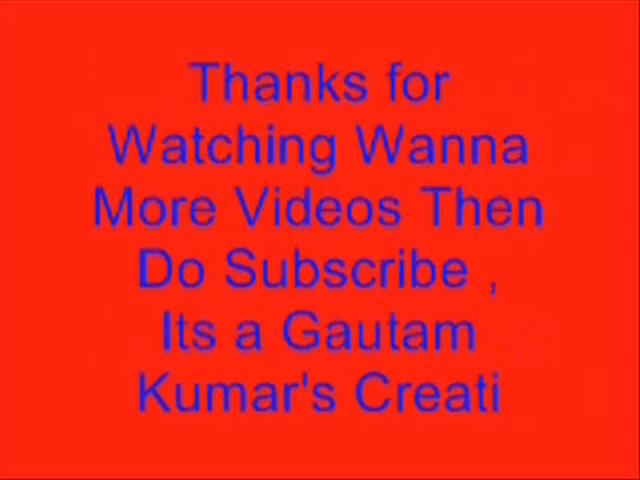 Thanks for
Watching Wanna
More Videos Then
Do Subscribe ,
Its a Gautam
Kumar's Creati